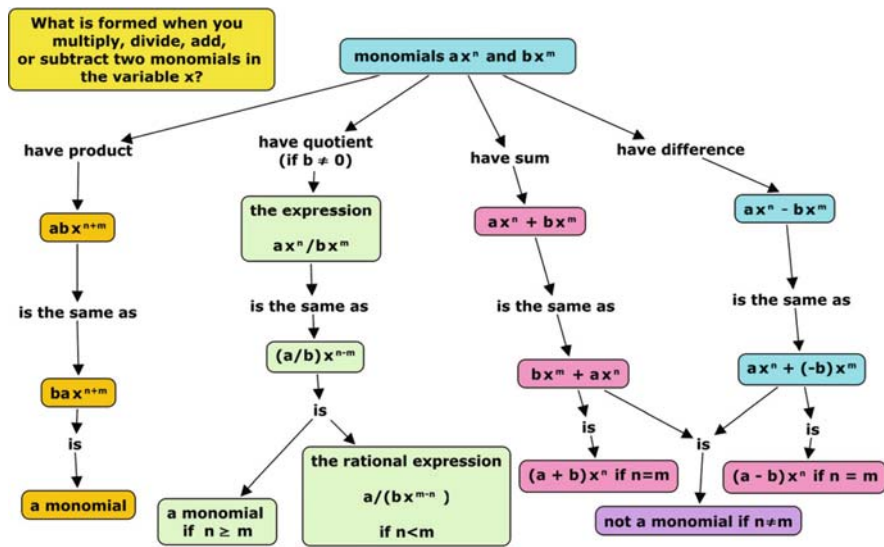 What is formed when you
multiply, divide, add,
or subtract two monomials in
the variable x?
monomials axⁿ and bxᵐ
have product
abxⁿ⁺ᵐ
is the same as
baxⁿ⁺ᵐ
is
a monomial
have quotient
(if b ≠ 0)
the expression
axⁿ/bxᵐ
is the same as
(a/b)xⁿ⁻ᵐ
is
a monomial
if n ≥ m
the rational expression
a/(bxᵐ⁻ⁿ )
if n<m
have sum
axⁿ + bxᵐ
is the same as
bxᵐ + axⁿ
is
(a + b)xⁿ if n=m
have difference
axⁿ - bxᵐ
is the same as
axⁿ + (-b)xᵐ
is
(a - b)xⁿ if n = m
is
not a monomial if n≠m